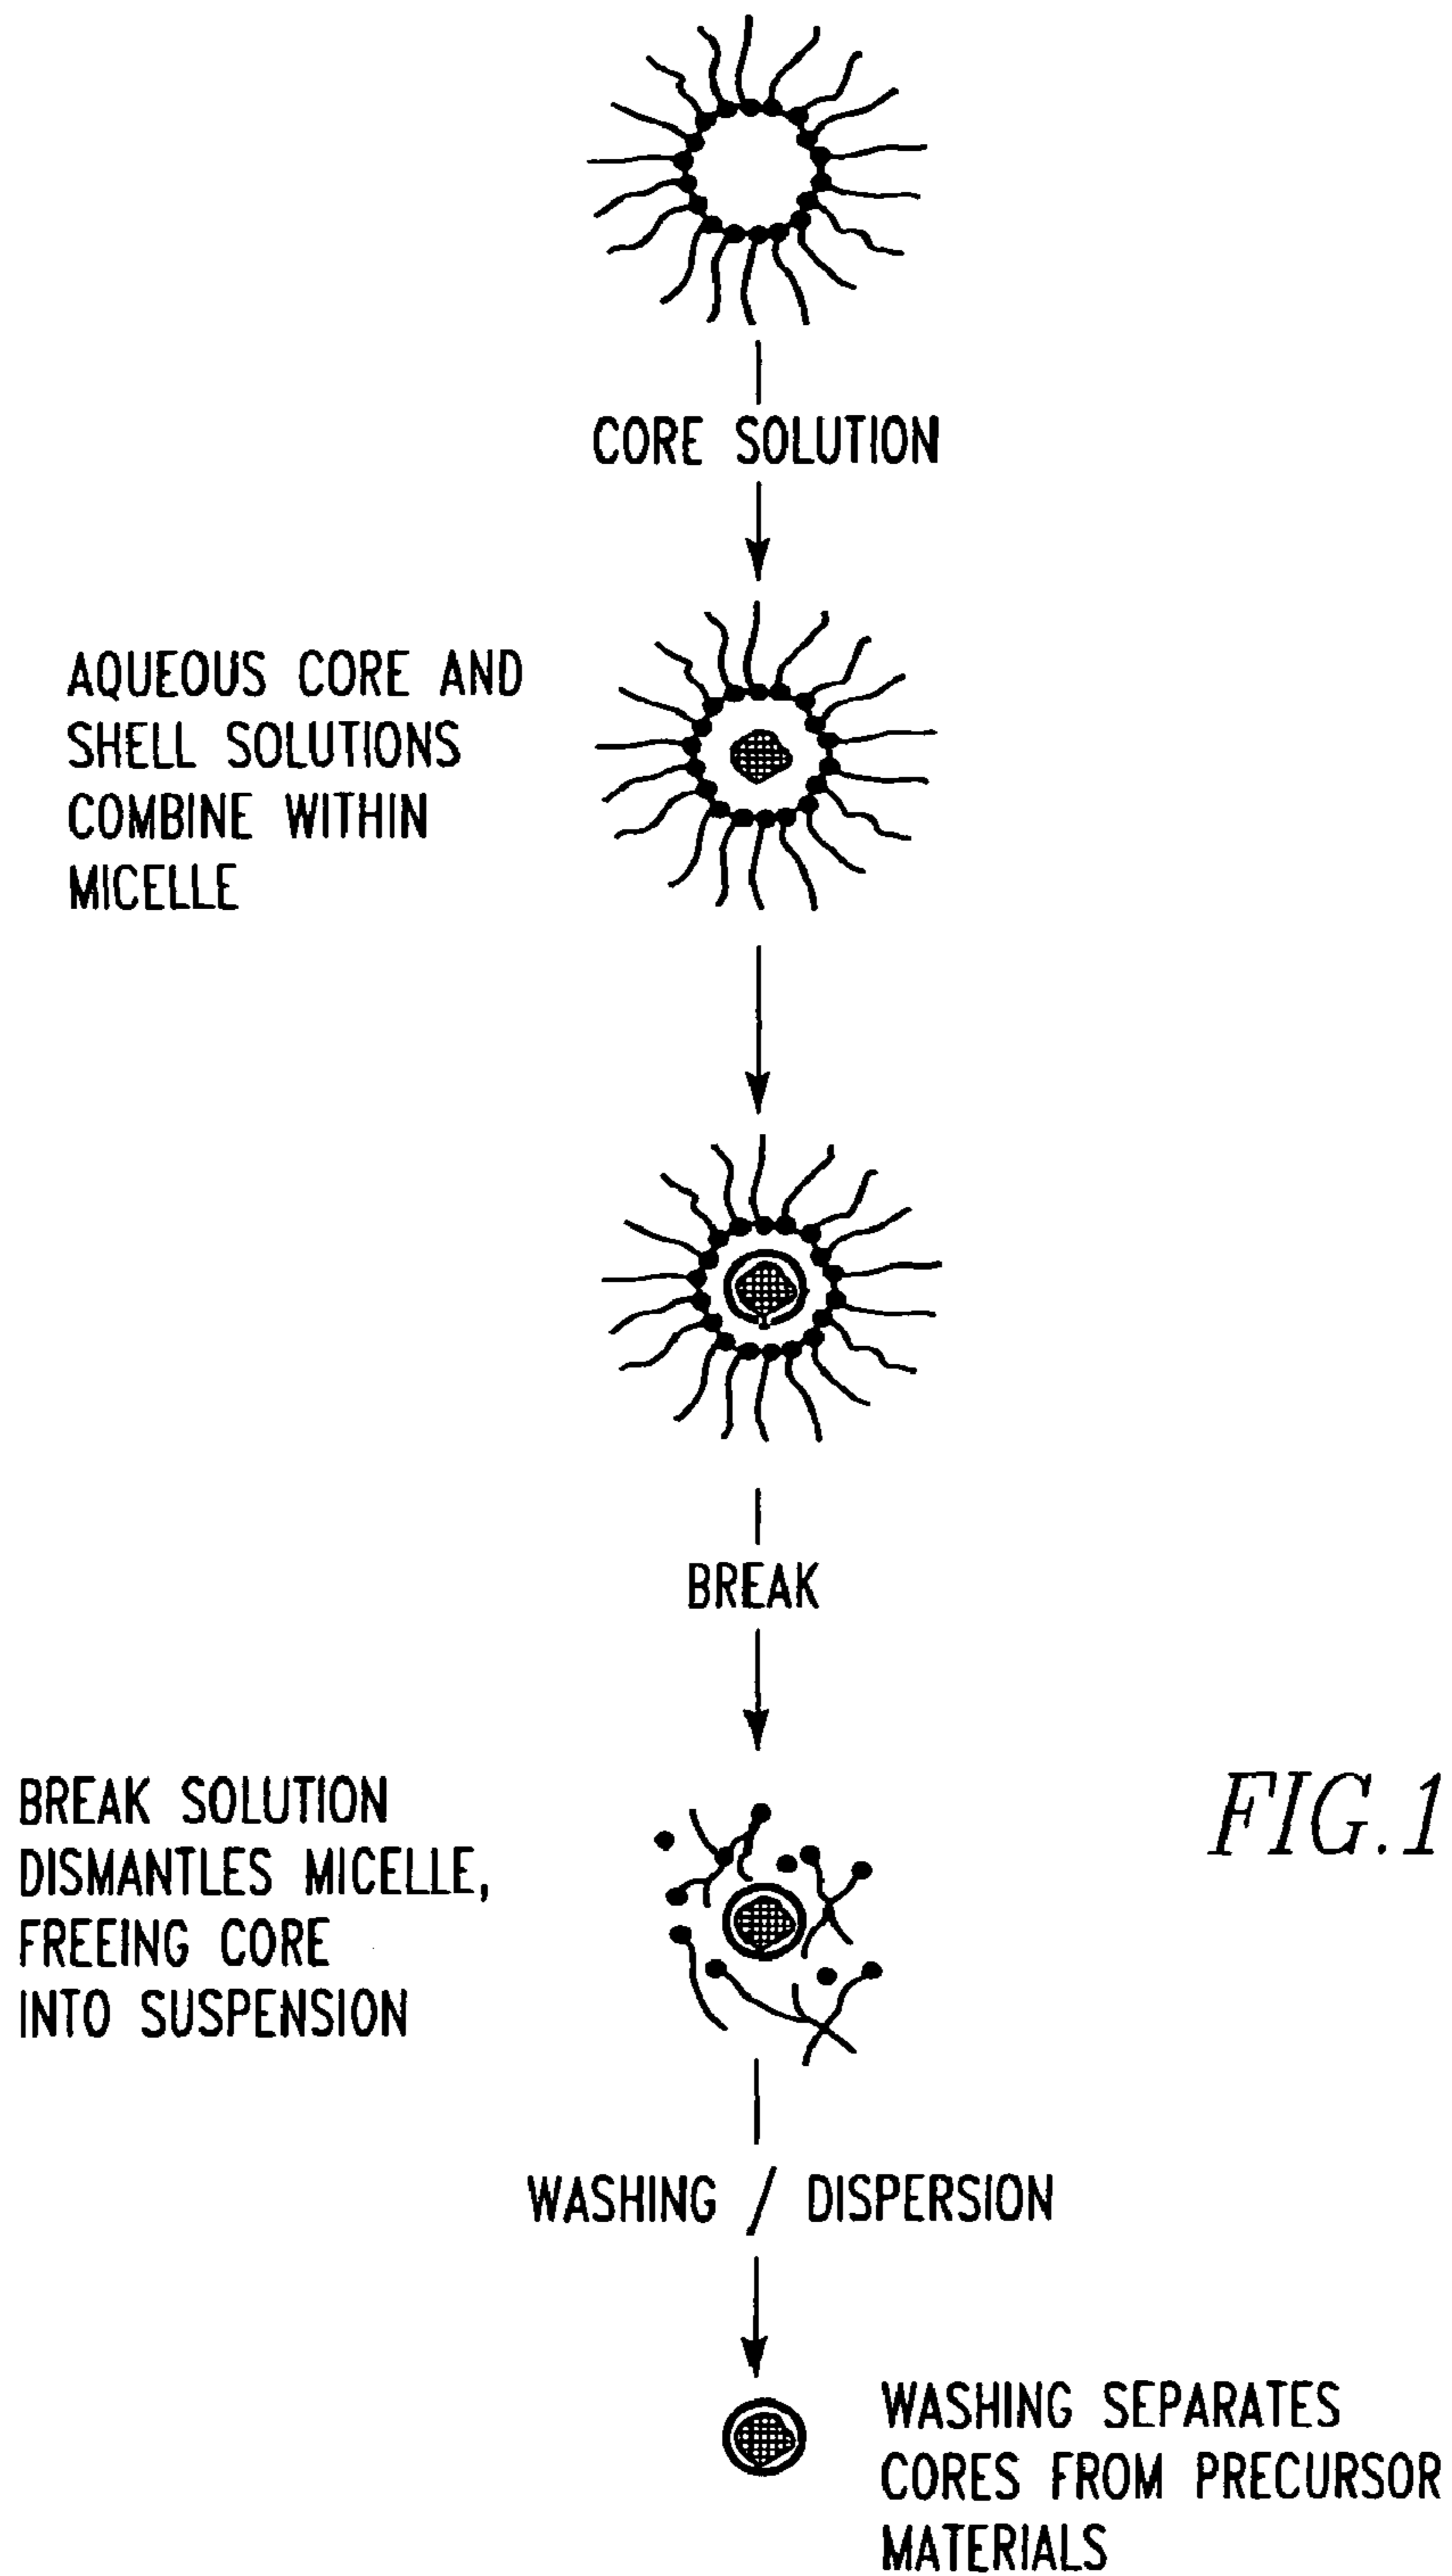 CORE SOLUTION
AQUEOUS CORE AND
SHELL SOLUTIONS
COMBINE WITHIN
MICELLE
BREAK
BREAK SOLUTION
DISMANTLES MICELLE,
FREEING CORE
INTO SUSPENSION
FIG.1
WASHING / DISPERSION
WASHING SEPARATES
CORES FROM PRECURSOR
MATERIALS